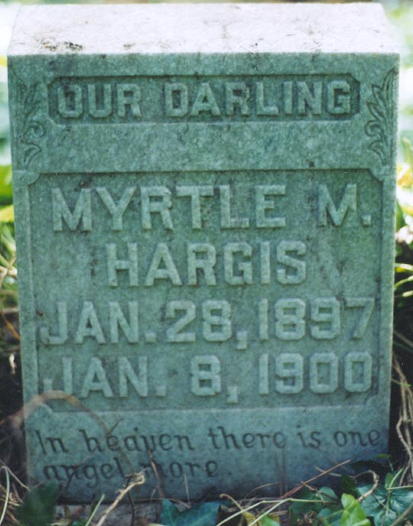 OUR DARLING
MYRTLE M.
HARGIS
JAN. 28, 1897
JAN. 8, 1900
In heaven there is one
angel more.